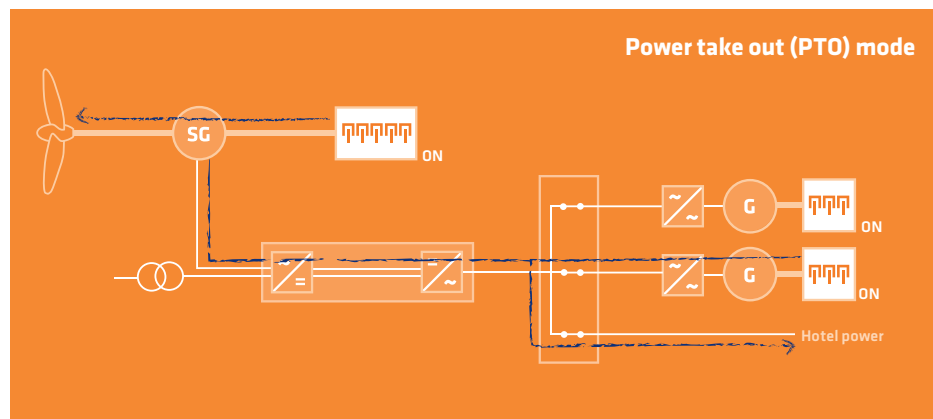 Power take out (PTO) mode
SG
ON
~
~
G
ON
~
=
=
~
~
~
G
ON
Hotel power